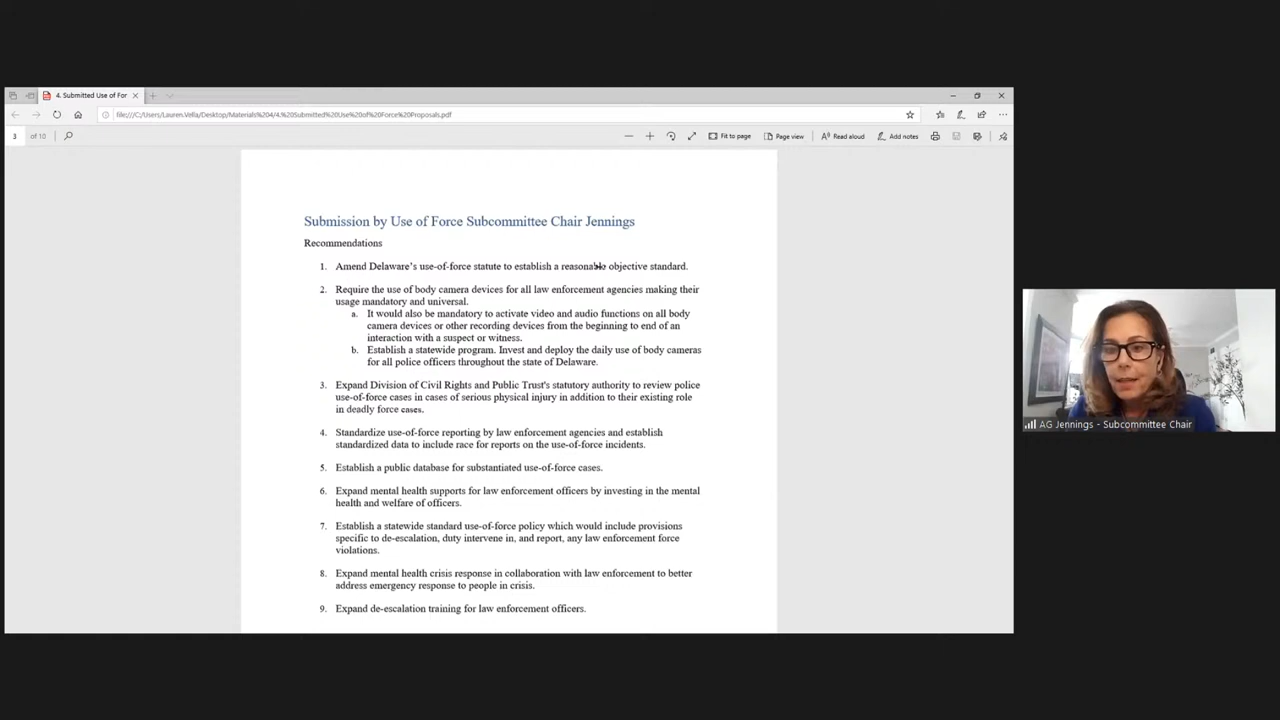 4. Submitted Use of For
file:///C:/Users/Lauren.Vella/Desktop/Materials%204/4.%20Submitted%20Use%20of%20Force%20Proposals.pdf
3 of 10 Fit to page Page view Read aloud Add notes
Submission by Use of Force Subcommittee Chair Jennings
Recommendations
1. Amend Delaware’s use-of-force statute to establish a reasonable objective standard.
2. Require the use of body camera devices for all law enforcement agencies making their
usage mandatory and universal.
a. It would also be mandatory to activate video and audio functions on all body
camera devices or other recording devices from the beginning to end of an
interaction with a suspect or witness.
b. Establish a statewide program. Invest and deploy the daily use of body cameras
for all police officers throughout the state of Delaware.
3. Expand Division of Civil Rights and Public Trust's statutory authority to review police
use-of-force cases in cases of serious physical injury in addition to their existing role
in deadly force cases.
4. Standardize use-of-force reporting by law enforcement agencies and establish
standardized data to include race for reports on the use-of-force incidents.
5. Establish a public database for substantiated use-of-force cases.
6. Expand mental health supports for law enforcement officers by investing in the mental
health and welfare of officers.
7. Establish a statewide standard use-of-force policy which would include provisions
specific to de-escalation, duty intervene in, and report, any law enforcement force
violations.
8. Expand mental health crisis response in collaboration with law enforcement to better
address emergency response to people in crisis.
9. Expand de-escalation training for law enforcement officers.
AG Jennings - Subcommittee Chair